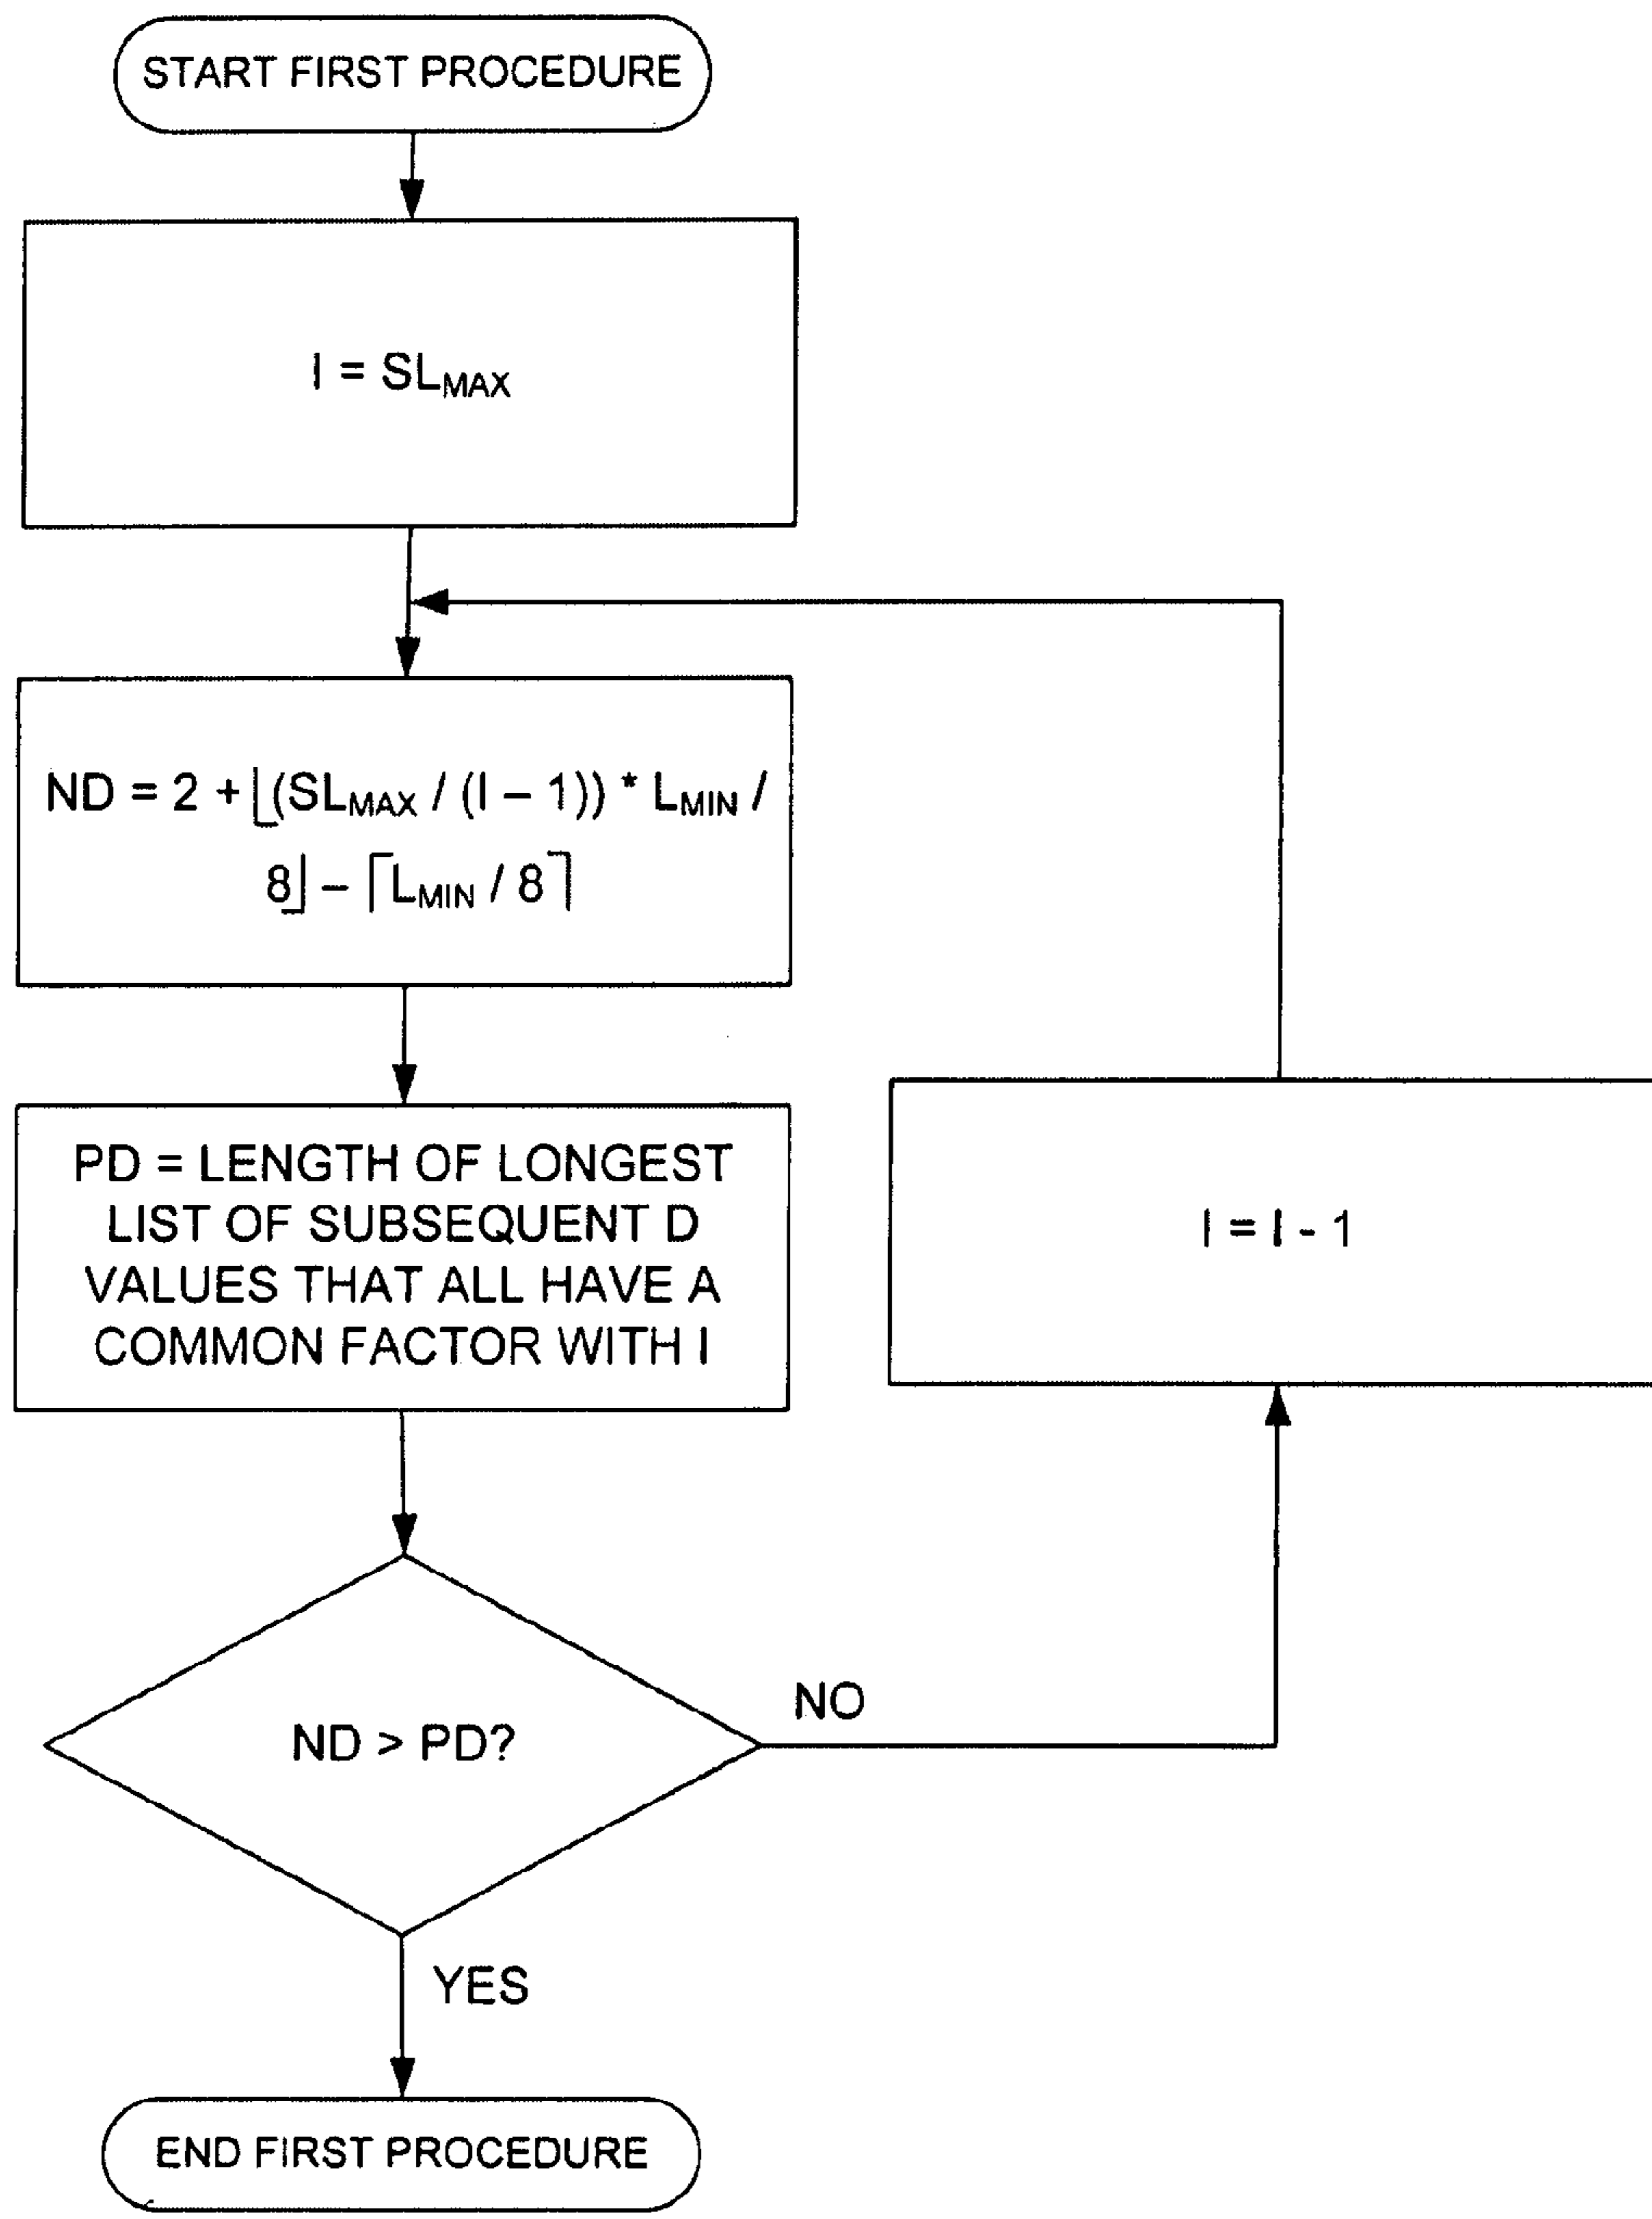 START FIRST PROCEDURE
I = SLMAX
ND = 2 + ⌊(SLMAX / (I – 1)) * LMIN /
8⌋ – ⌈LMIN / 8⌉
PD = LENGTH OF LONGEST
LIST OF SUBSEQUENT D
VALUES THAT ALL HAVE A
COMMON FACTOR WITH I
I = I - 1
ND > PD?
NO
YES
END FIRST PROCEDURE